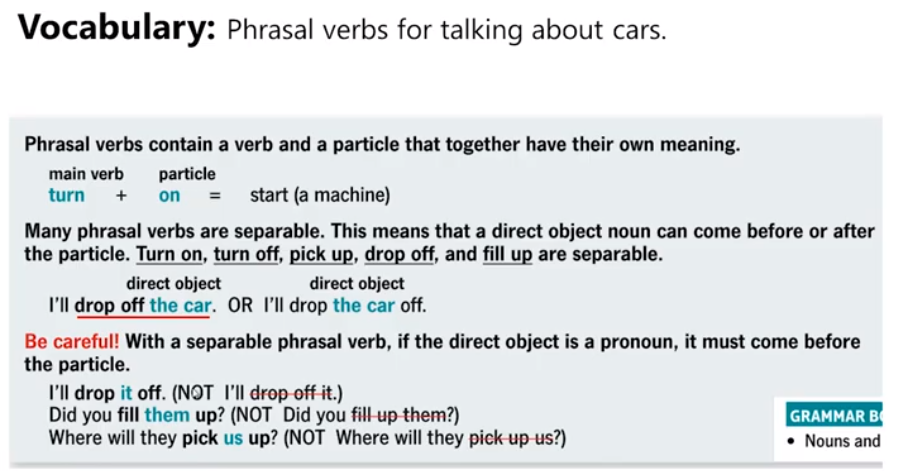 Vocabulary: Phrasal verbs for talking about cars.
Phrasal verbs contain a verb and a particle that together have their own meaning.
main verb particle
turn + on = start (a machine)
Many phrasal verbs are separable. This means that a direct object noun can come before or after
the particle. Turn on, turn off, pick up, drop off, and fill up are separable.
direct object direct object
I'll drop off the car. OR I'll drop the car off.
Be careful! With a separable phrasal verb, if the direct object is a pronoun, it must come before
the particle.
I'll drop it off. (NOT I'll drop off it.)
Did you fill them up? (NOT Did you fill up them?)
Where will they pick us up? (NOT Where will they pick up us?)
GRAMMAR
• Nouns and